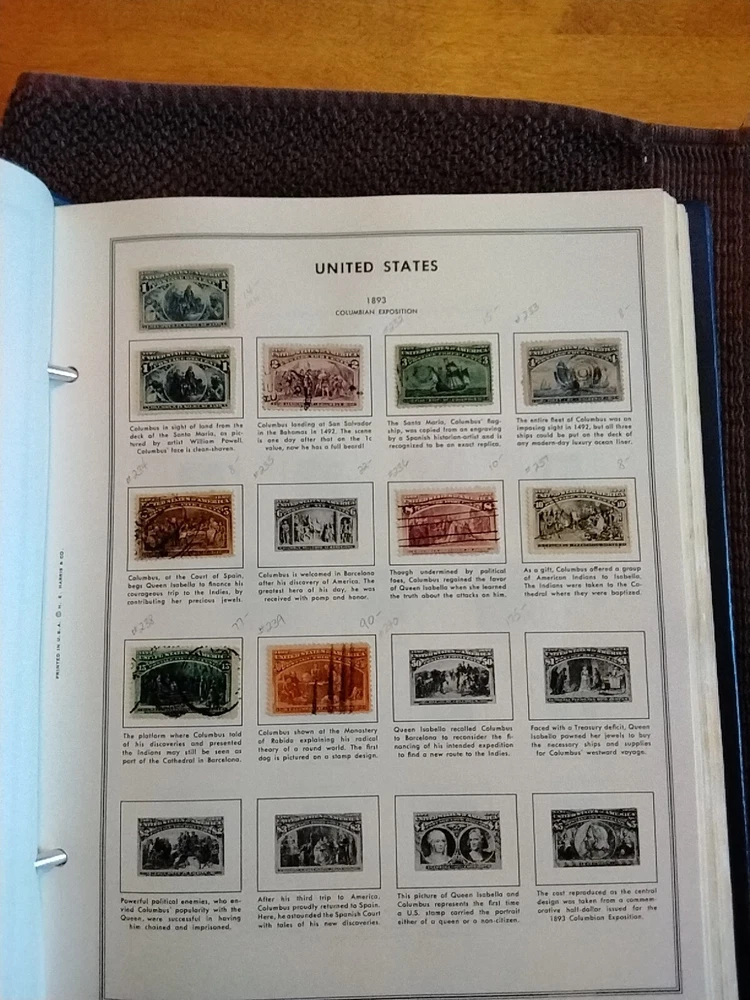 UNITED STATES
1893
COLUMBIAN EXPOSITION
#233
15-
#233
8-
Columbus in sight of land from the
deck of the Santa Maria, as pic-
tured by artist William Powell.
Columbus' face is clean-shaven.
Columbus landing at San Salvador
in the Bahamas in 1492. The scene
is one day after that on the 1c
value, now he has a full beard!
The Santa Maria, Columbus' flag-
ship, was copied from an engraving
by a Spanish historian-artist and is
recognized to be an exact replica.
The entire fleet of Columbus was an
imposing sight in 1492, but all three
ships could be put on the deck of
any modern-day luxury ocean liner.
#234
8-
#235
22-
#236
10-
#237
8-
Columbus, at the Court of Spain,
begs Queen Isabella to finance his
courageous trip to the Indies, by
contributing her precious jewels.
Columbus is welcomed in Barcelona
after his discovery of America. The
greatest hero of his day, he was
received with pomp and honor.
Though undermined by political
foes, Columbus regained the favor
of Queen Isabella when she learned
the truth about the attacks on him.
As a gift, Columbus offered a group
of American Indians to Isabella.
The Indians were taken to the Ca-
thedral where they were baptized.
#238
77-
#239
90-
#240
175-
The platform where Columbus told
of his discoveries and presented
the Indians may still be seen as
part of the Cathedral in Barcelona.
Columbus shown at the Monastery
of Rabida explaining his radical
theory of a round world. The first
dog is pictured on a stamp design.
Queen Isabella recalled Columbus
to Barcelona to reconsider the fi-
nancing of his intended expedition
to find a new route to the Indies.
Faced with a Treasury deficit, Queen
Isabella pawned her jewels to buy
the necessary ships and supplies
for Columbus' westward voyage.
Powerful political enemies, who en-
vied Columbus' popularity with the
Queen, were successful in having
him chained and imprisoned.
After his third trip to America,
Columbus proudly returned to Spain.
Here, he astounded the Spanish Court
with tales of his new discoveries.
This picture of Queen Isabella and
Columbus represents the first time
a U.S. stamp carried the portrait
either of a queen or a non-citizen.
The cast reproduced as the central
design was taken from a commem-
orative half-dollar issued for the
1893 Columbian Exposition.
PRINTED IN U.S.A. © H. E. HARRIS & CO.